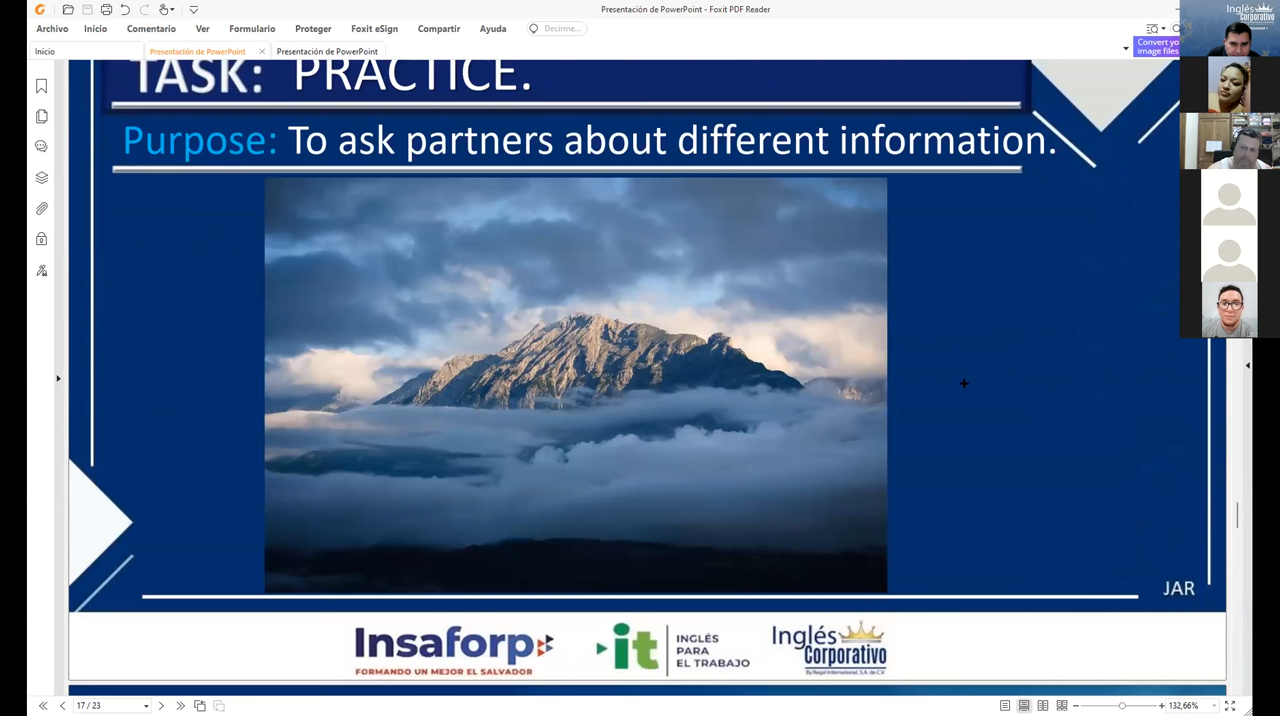 Presentación de PowerPoint - Foxit PDF Reader
Archivo Inicio Comentario Ver Formulario Proteger Foxit eSign Compartir Ayuda Decirme...
Inicio Presentación de PowerPoint Presentación de PowerPoint
Convert yo
image files
Inglés
Corporativo
TASK: PRACTICE.
Purpose: To ask partners about different information.
JAR
Insaforp
FORMANDO UN MEJOR EL SALVADOR
it INGLÉS
PARA
EL TRABAJO
Inglés
Corporativo
By Regal International, S.A. de C.V.
17 / 23
132,66%